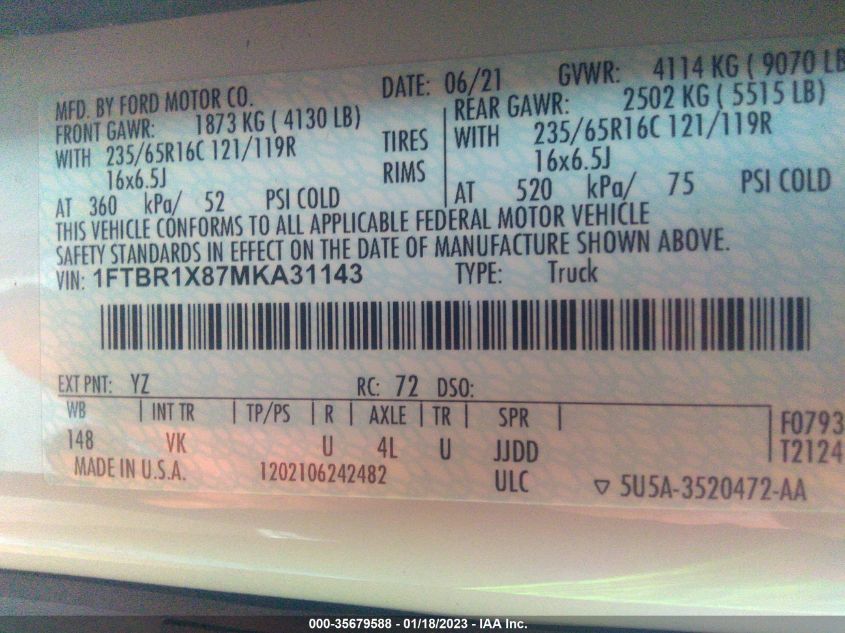 MFD. BY FORD MOTOR CO. DATE: 06/21 GVWR: 4114 KG ( 9070 LB
FRONT GAWR: 1873 KG ( 4130 LB) REAR GAWR: 2502 KG ( 5515 LB)
WITH 235/65R16C 121/119R TIRES WITH 235/65R16C 121/119R
16x6.5J RIMS 16x6.5J
AT 360 kPa/ 52 PSI COLD AT 520 kPa/ 75 PSI COLD
THIS VEHICLE CONFORMS TO ALL APPLICABLE FEDERAL MOTOR VEHICLE
SAFETY STANDARDS IN EFFECT ON THE DATE OF MANUFACTURE SHOWN ABOVE.
VIN: 1FTBR1X87MKA31143 TYPE: Truck
EXT PNT: YZ RC: 72 DSO:
WB | INT TR | TP/PS | R | AXLE | TR | SPR | F0793
148 VK U 4L U JJDD T2124
MADE IN U.S.A. 1202106242482 ULC ▽ 5U5A-3520472-AA
000-35679588 - 01/18/2023 - IAA Inc.